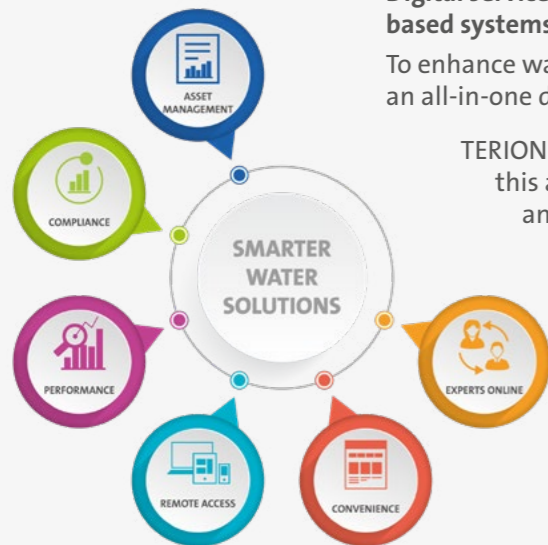 based systems
To enhance wa
an all-in-one d
TERION
this a
an
ASSET
MANAGEMENT
COMPLIANCE
SMARTER
WATER
SOLUTIONS
PERFORMANCE
EXPERTS ONLINE
REMOTE ACCESS
CONVENIENCE